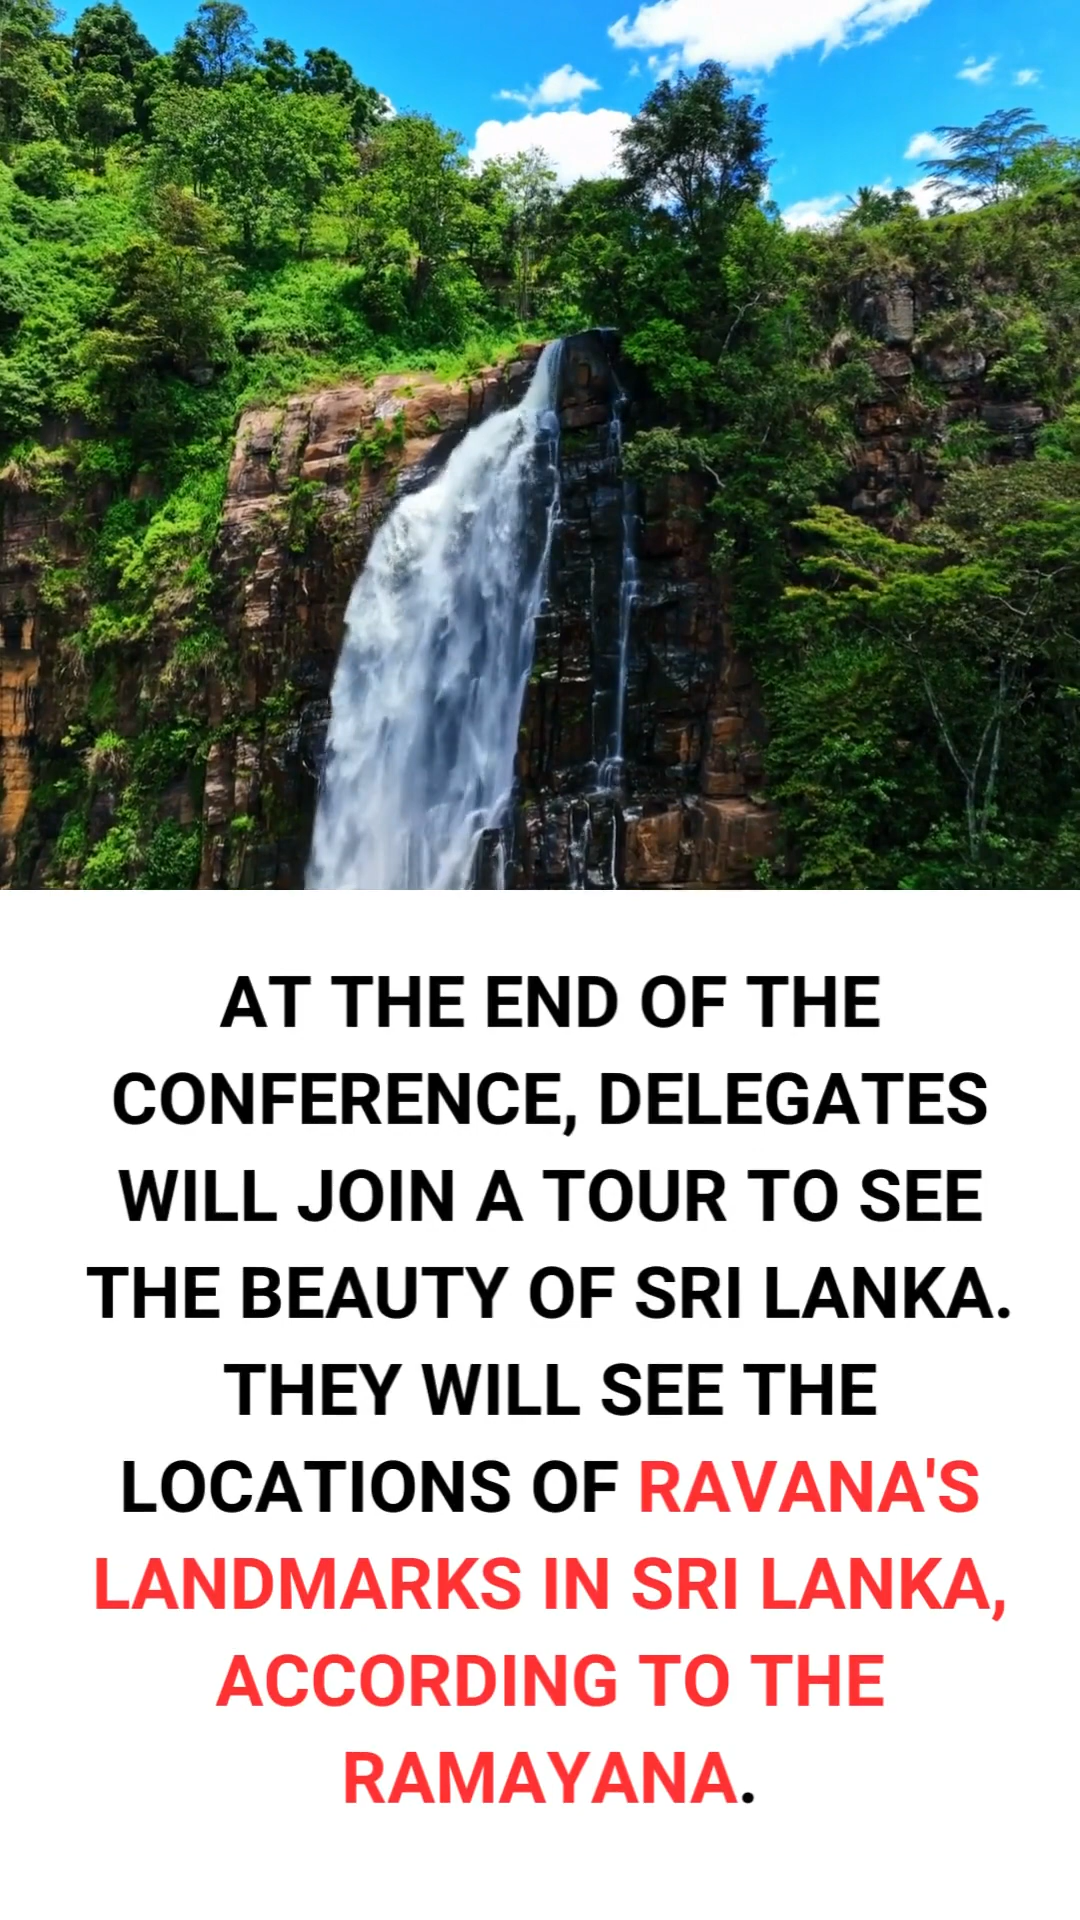 AT THE END OF THE
CONFERENCE, DELEGATES
WILL JOIN A TOUR TO SEE
THE BEAUTY OF SRI LANKA.
THEY WILL SEE THE
LOCATIONS OF RAVANA'S
LANDMARKS IN SRI LANKA,
ACCORDING TO THE
RAMAYANA.